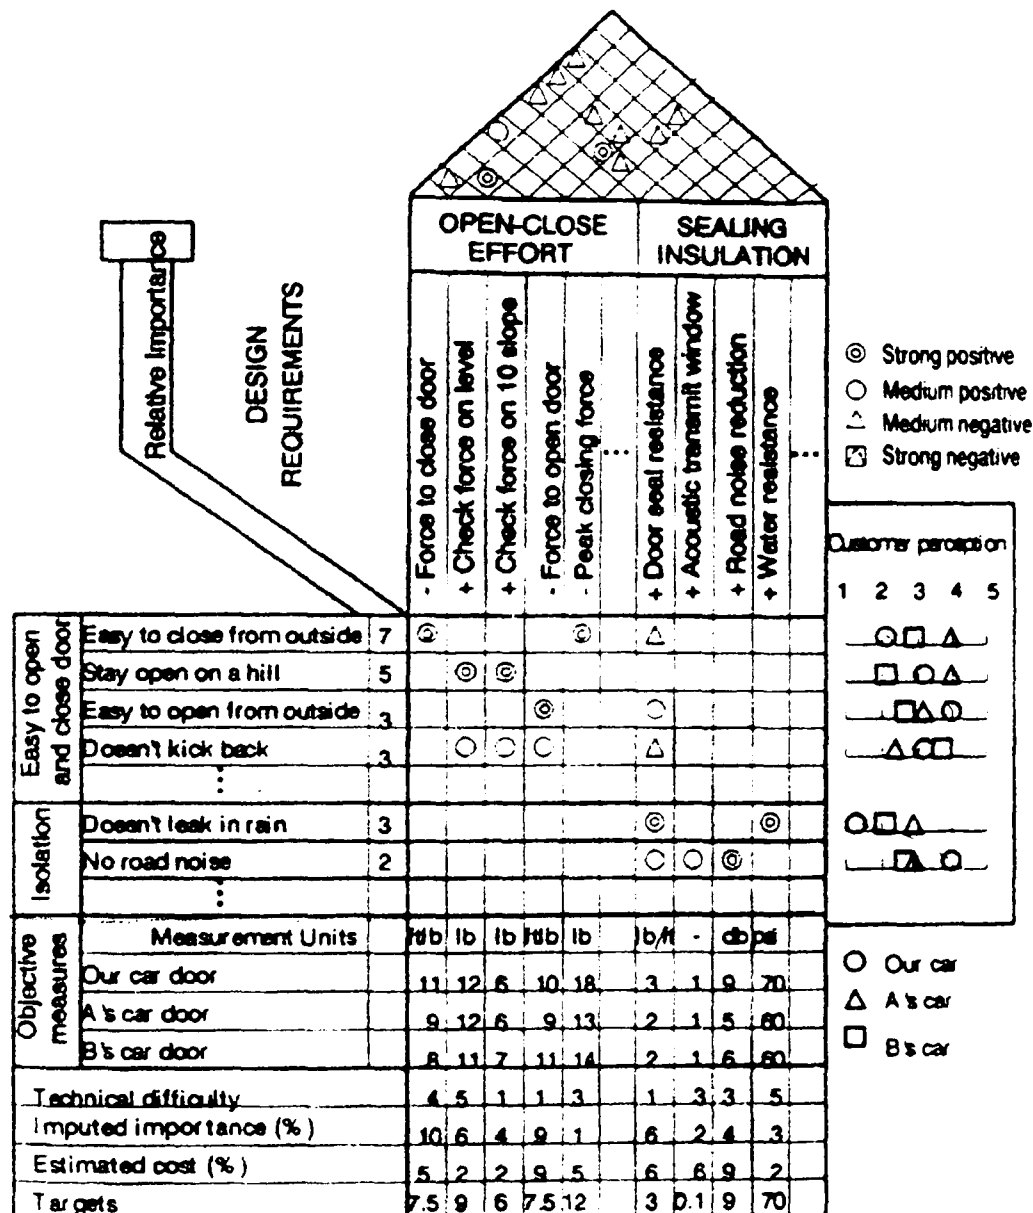 OPEN-CLOSE EFFORT
SEALING INSULATION
Relative Importance
DESIGN REQUIREMENTS
- Force to close door
+ Check force on level
+ Check force on 10 slope
- Force to open door
- Peak closing force
...
+ Door seal resistance
+ Acoustic transmit window
+ Road noise reduction
+ Water resistance
...
Strong positive
Medium positive
Medium negative
Strong negative
Customer perception
1 2 3 4 5
Easy to open and close door
Easy to close from outside 7
Stay open on a hill 5
Easy to open from outside 3
Doesn't kick back 3
...
Isolation
Doesn't leak in rain 3
No road noise 2
...
Objective measures
Measurement Units ft/lb lb lb ft/lb lb lb/ft - db psi
Our car door 11 12 6 10 18 3 .1 9 70
A's car door 9 12 6 9 13 2 .1 5 60
B's car door 8 11 7 11 14 2 .1 6 60
Our car
A's car
B's car
Technical difficulty 4 5 1 1 3 1 3 3 5
Imputed importance (%) 10 6 4 9 1 6 2 4 3
Estimated cost (%) 5 2 2 9 5 6 6 9 2
Targets 7.5 9 6 7.5 12 3 0.1 9 70